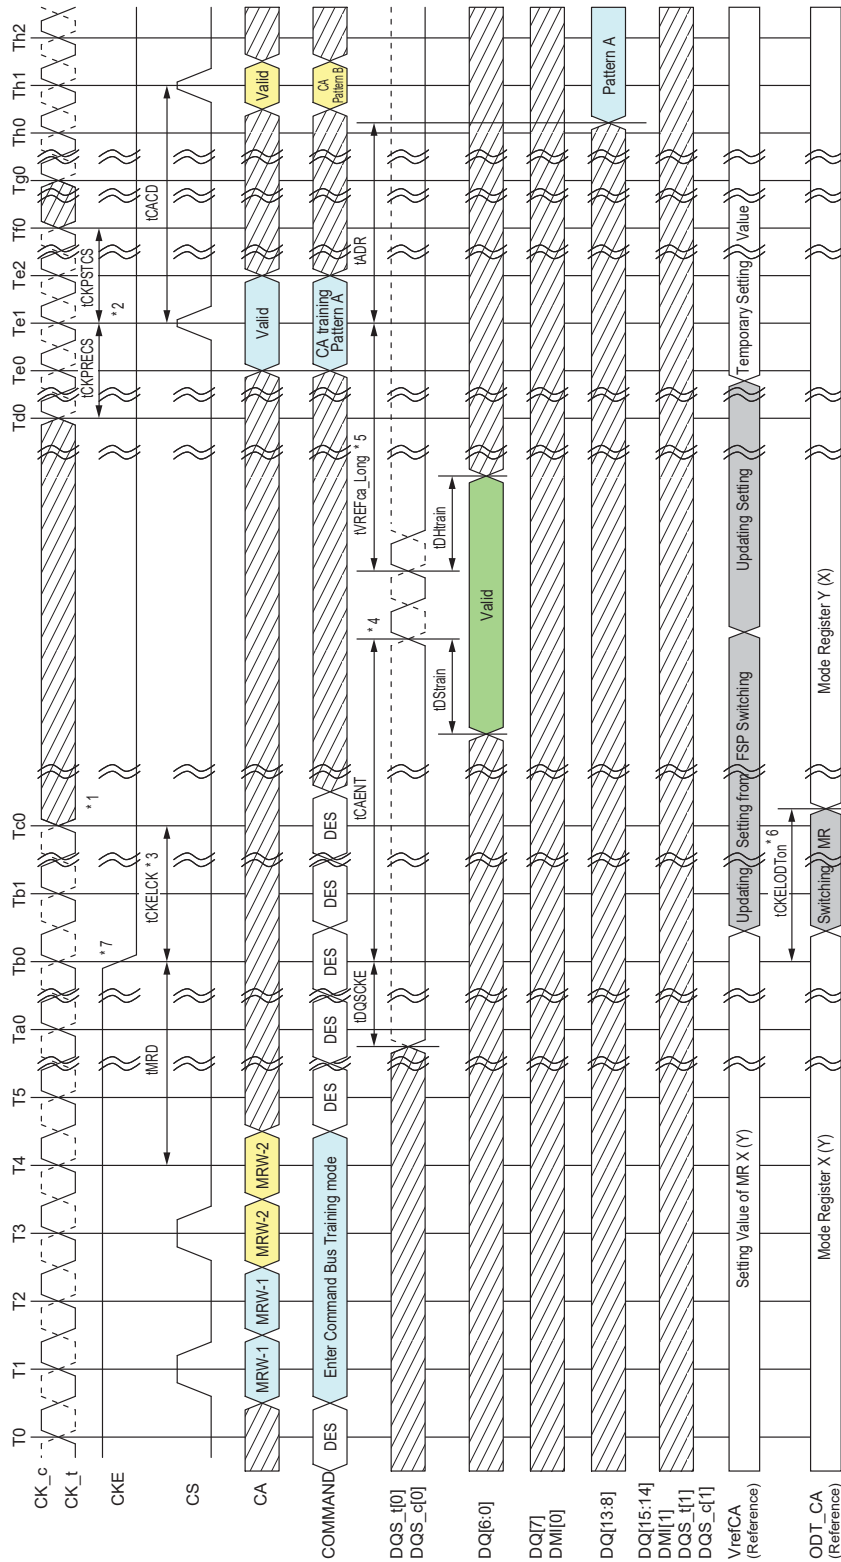 T0 T1 T2 T3 T4 T5 Ta0 Tb0 Tb1 Tc0 Td0 Te0 Te1 Te2 Tf0 Tg0 Th0 Th1 Th2
CK_c
CK_t
tCKPRECS tCKPSTCS
CKE
*7 *1 *2
tMRD tCKELCK * 3 tCACD
CS
CA
MRW-1 MRW-1 MRW-2 MRW-2 Valid Valid
COMMAND
DES Enter Command Bus Training mode DES DES DES DES DES CA training
Pattern A
CA
Pattern B
tDQSCKE tCAENT * 4 tVREFca_Long * 5 tADR
DQS_t[0]
DQS_c[0]
tDStrain tDHtrain
DQ[6:0]
Valid
DQ[7]
DMI[0]
DQ[13:8]
Pattern A
DQ[15:14]
DMI[1]
DQS_t[1]
DQS_c[1]
VrefCA
(Reference)
Setting Value of MR X (Y) Updating Setting from FSP Switching Updating Setting Temporary Setting Value
tCKELODTon * 6
ODT_CA
(Reference)
Mode Register X (Y) Switching MR Mode Register Y (X)